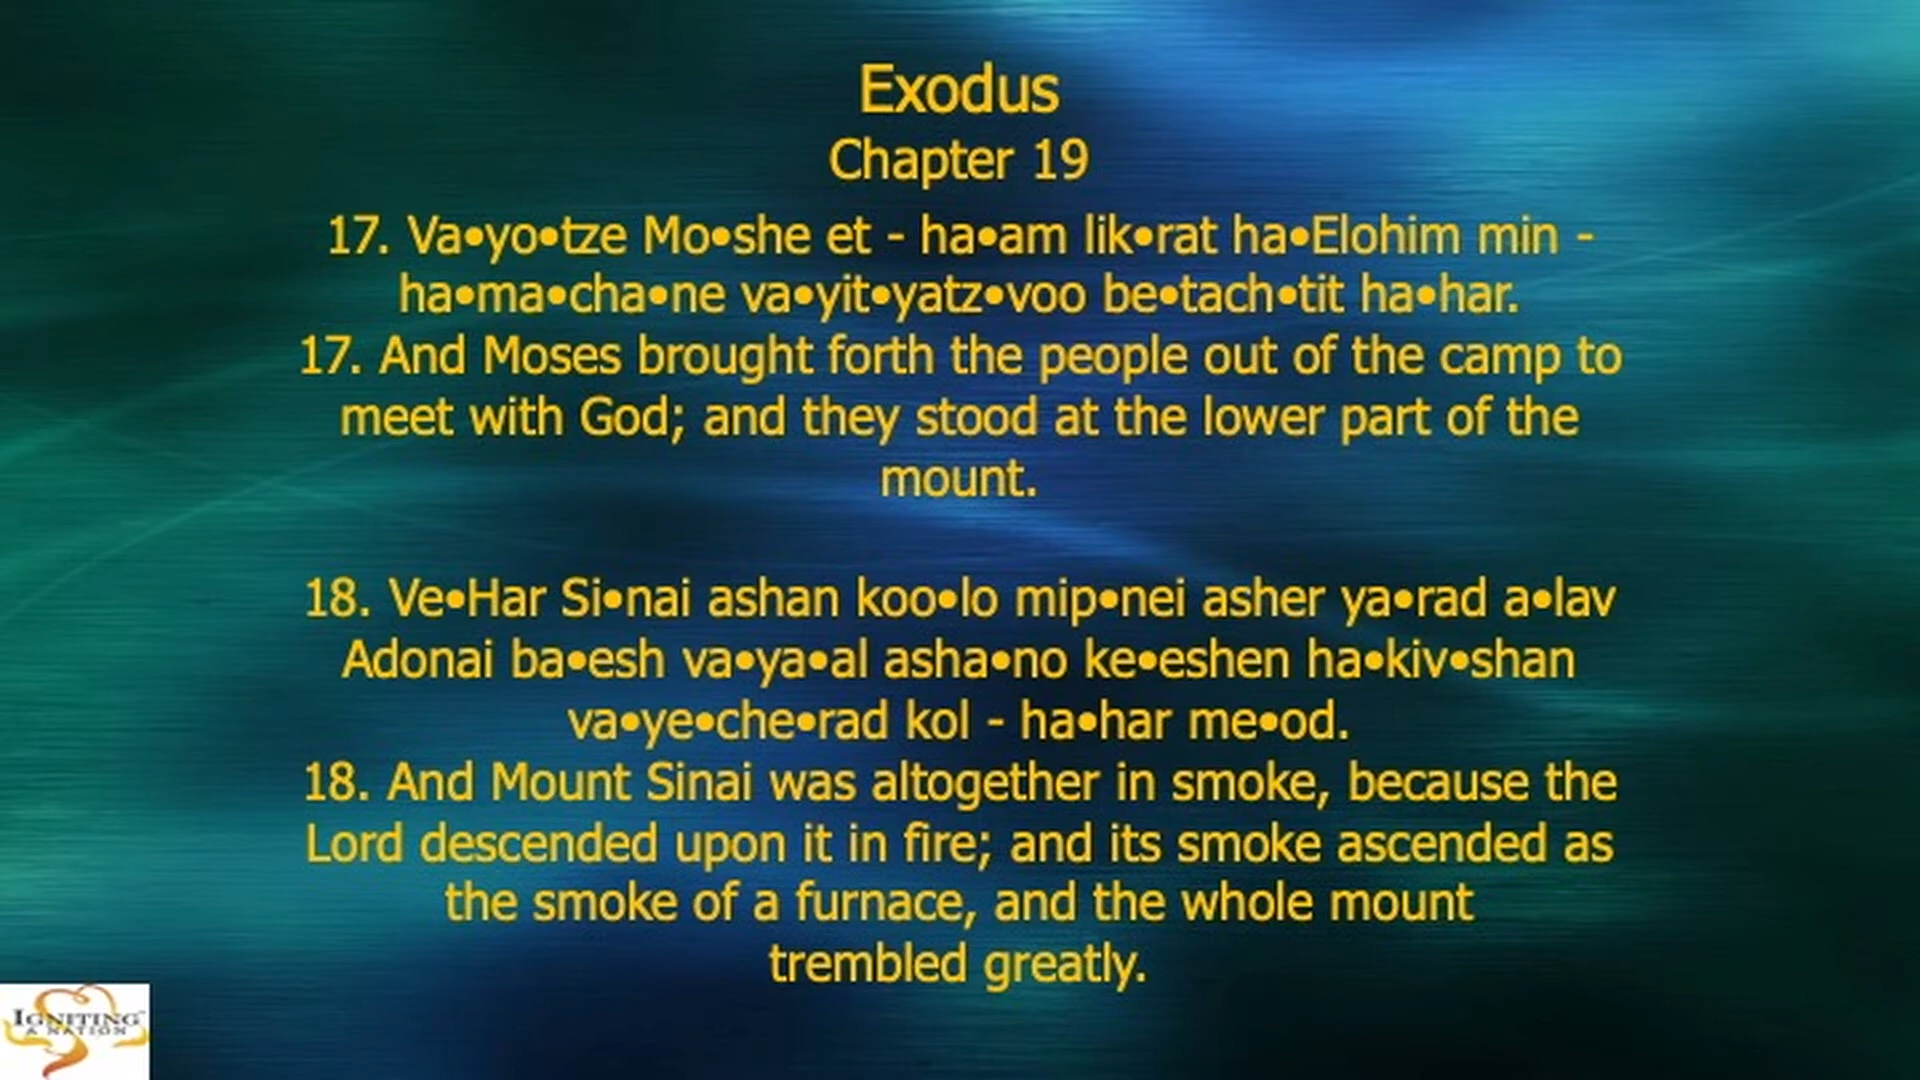 Exodus
Chapter 19
17. Va•yo•tze Mo•she et - ha•am lik•rat ha•Elohim min -
ha•ma•cha•ne va•yit•yatz•voo be•tach•tit ha•har.
17. And Moses brought forth the people out of the camp to
meet with God; and they stood at the lower part of the
mount.
18. Ve•Har Si•nai ashan koo•lo mip•nei asher ya•rad a•lav
Adonai ba•esh va•ya•al asha•no ke•eshen ha•kiv•shan
va•ye•che•rad kol - ha•har me•od.
18. And Mount Sinai was altogether in smoke, because the
Lord descended upon it in fire; and its smoke ascended as
the smoke of a furnace, and the whole mount
trembled greatly.
IGNITING
A NATION